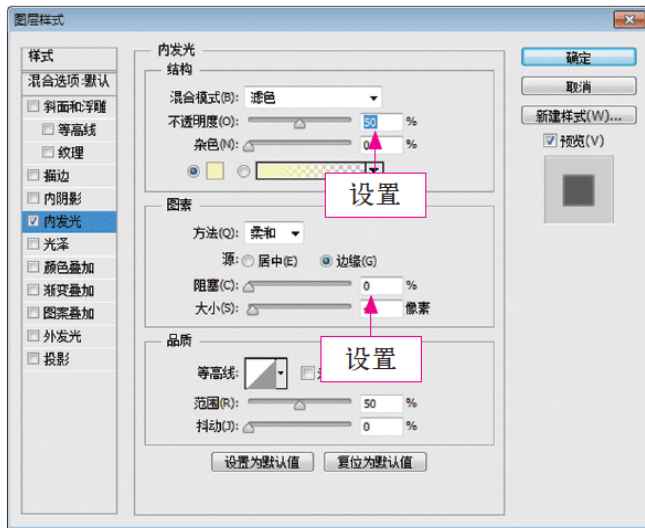 图层样式
样式
混合选项:默认
斜面和浮雕
等高线
纹理
描边
内阴影
内发光
光泽
颜色叠加
渐变叠加
图案叠加
外发光
投影
内发光
结构
混合模式(B): 滤色
不透明度(O): 50 %
杂色(N): 0 %
设置
图素
方法(Q): 柔和
源: 居中(E) 边缘(G)
阻塞(C): 0 %
大小(S): 像素
设置
品质
等高线:
范围(R): 50 %
抖动(J): 0 %
设置为默认值 复位为默认值
确定
取消
新建样式(W)...
预览(V)